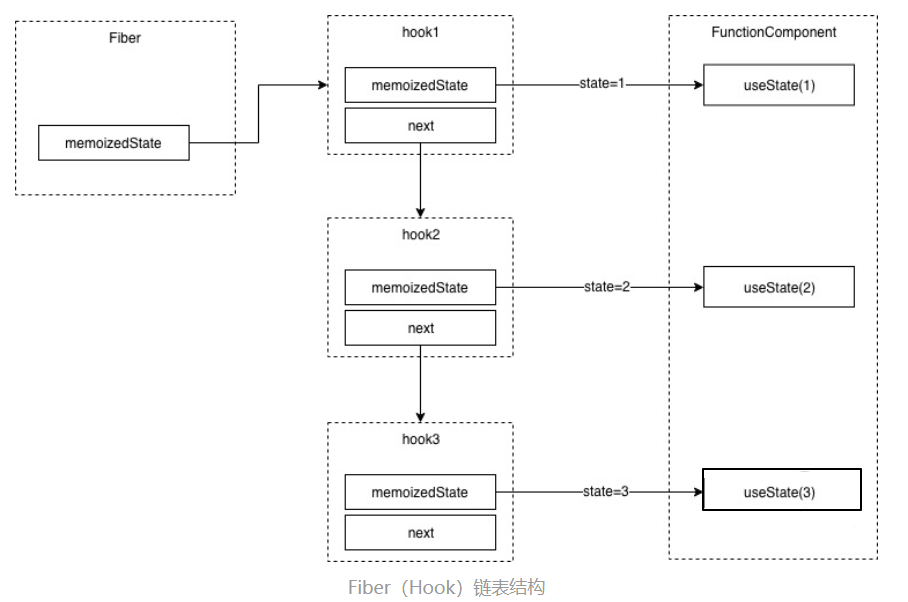 Fiber
memoizedState
hook1
memoizedState
next
state=1
FunctionComponent
useState(1)
hook2
memoizedState
next
state=2
useState(2)
hook3
memoizedState
next
state=3
useState(3)
Fiber（Hook）链表结构